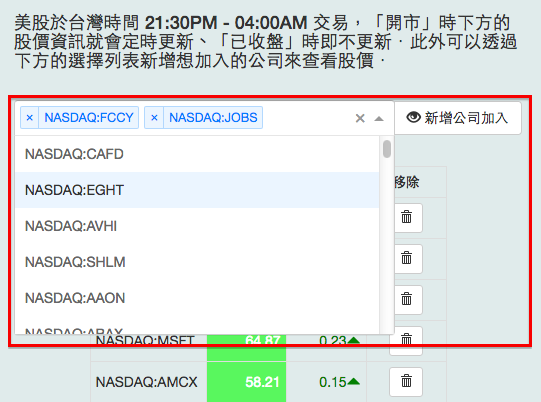 美股於台灣時間 21:30PM - 04:00AM 交易，「開市」時下方的
股價資訊就會定時更新、「已收盤」時即不更新．此外可以透過
下方的選擇列表新增想加入的公司來查看股價．
× NASDAQ:FCCY × NASDAQ:JOBS × 新增公司加入
NASDAQ:CAFD
移除
NASDAQ:EGHT
NASDAQ:AVHI
NASDAQ:SHLM
NASDAQ:AAON
NASDAQ:ABAX
NASDAQ:MSFT 64.87 0.23
NASDAQ:AMCX 58.21 0.15